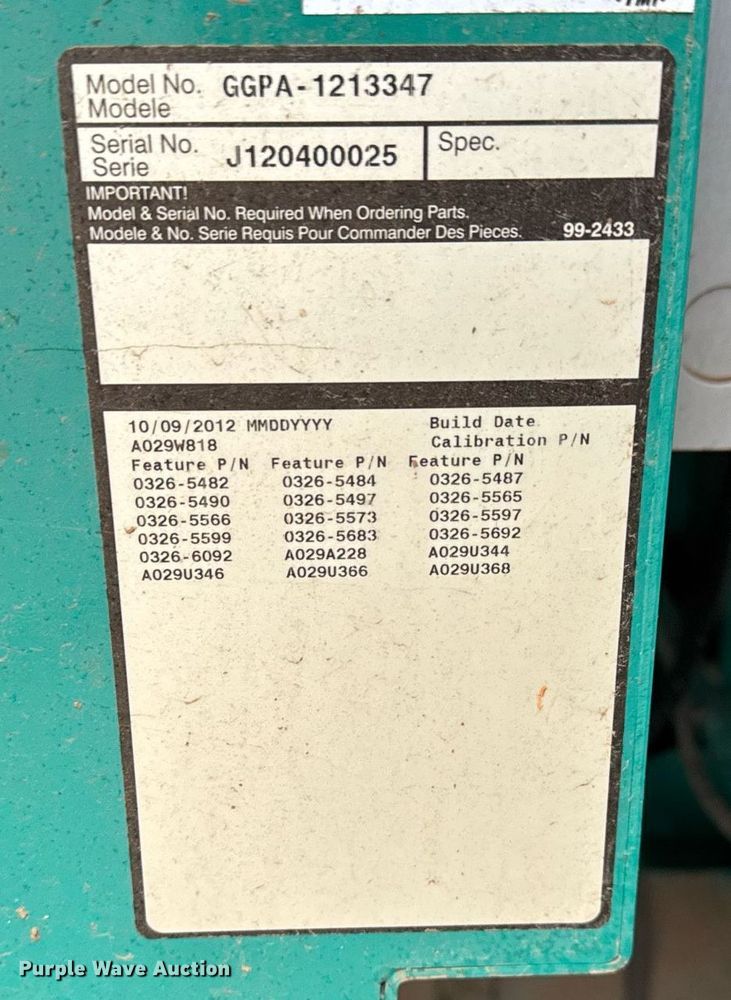 Model No. GGPA-1213347
Modele
Serial No. J120400025 Spec.
Serie
IMPORTANT!
Model & Serial No. Required When Ordering Parts.
Modele & No. Serie Requis Pour Commander Des Pieces. 99-2433
10/09/2012 MMDDYYYY Build Date
A029W818 Calibration P/N
Feature P/N Feature P/N Feature P/N
0326-5482 0326-5484 0326-5487
0326-5490 0326-5497 0326-5565
0326-5566 0326-5573 0326-5597
0326-5599 0326-5683 0326-5692
0326-6092 A029A228 A029U344
A029U346 A029U366 A029U368
Purple Wave Auction